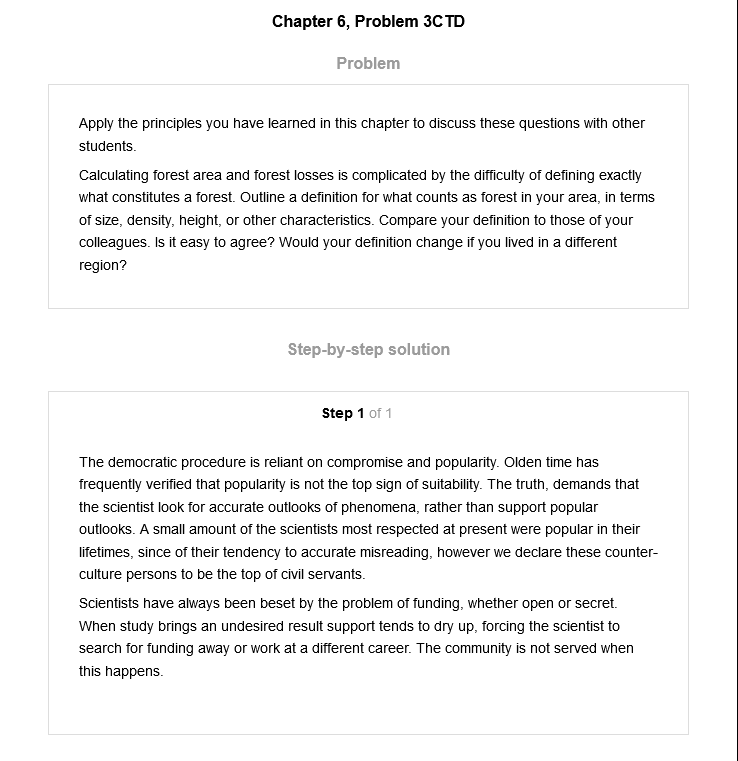 Chapter 6, Problem 3CTD
Problem
Apply the principles you have learned in this chapter to discuss these questions with other
students.
Calculating forest area and forest losses is complicated by the difficulty of defining exactly
what constitutes a forest. Outline a definition for what counts as forest in your area, in terms
of size, density, height, or other characteristics. Compare your definition to those of your
colleagues. Is it easy to agree? Would your definition change if you lived in a different
region?
Step-by-step solution
Step 1 of 1
The democratic procedure is reliant on compromise and popularity. Olden time has
frequently verified that popularity is not the top sign of suitability. The truth, demands that
the scientist look for accurate outlooks of phenomena, rather than support popular
outlooks. A small amount of the scientists most respected at present were popular in their
lifetimes, since of their tendency to accurate misreading, however we declare these counter-
culture persons to be the top of civil servants.
Scientists have always been beset by the problem of funding, whether open or secret.
When study brings an undesired result support tends to dry up, forcing the scientist to
search for funding away or work at a different career. The community is not served when
this happens.